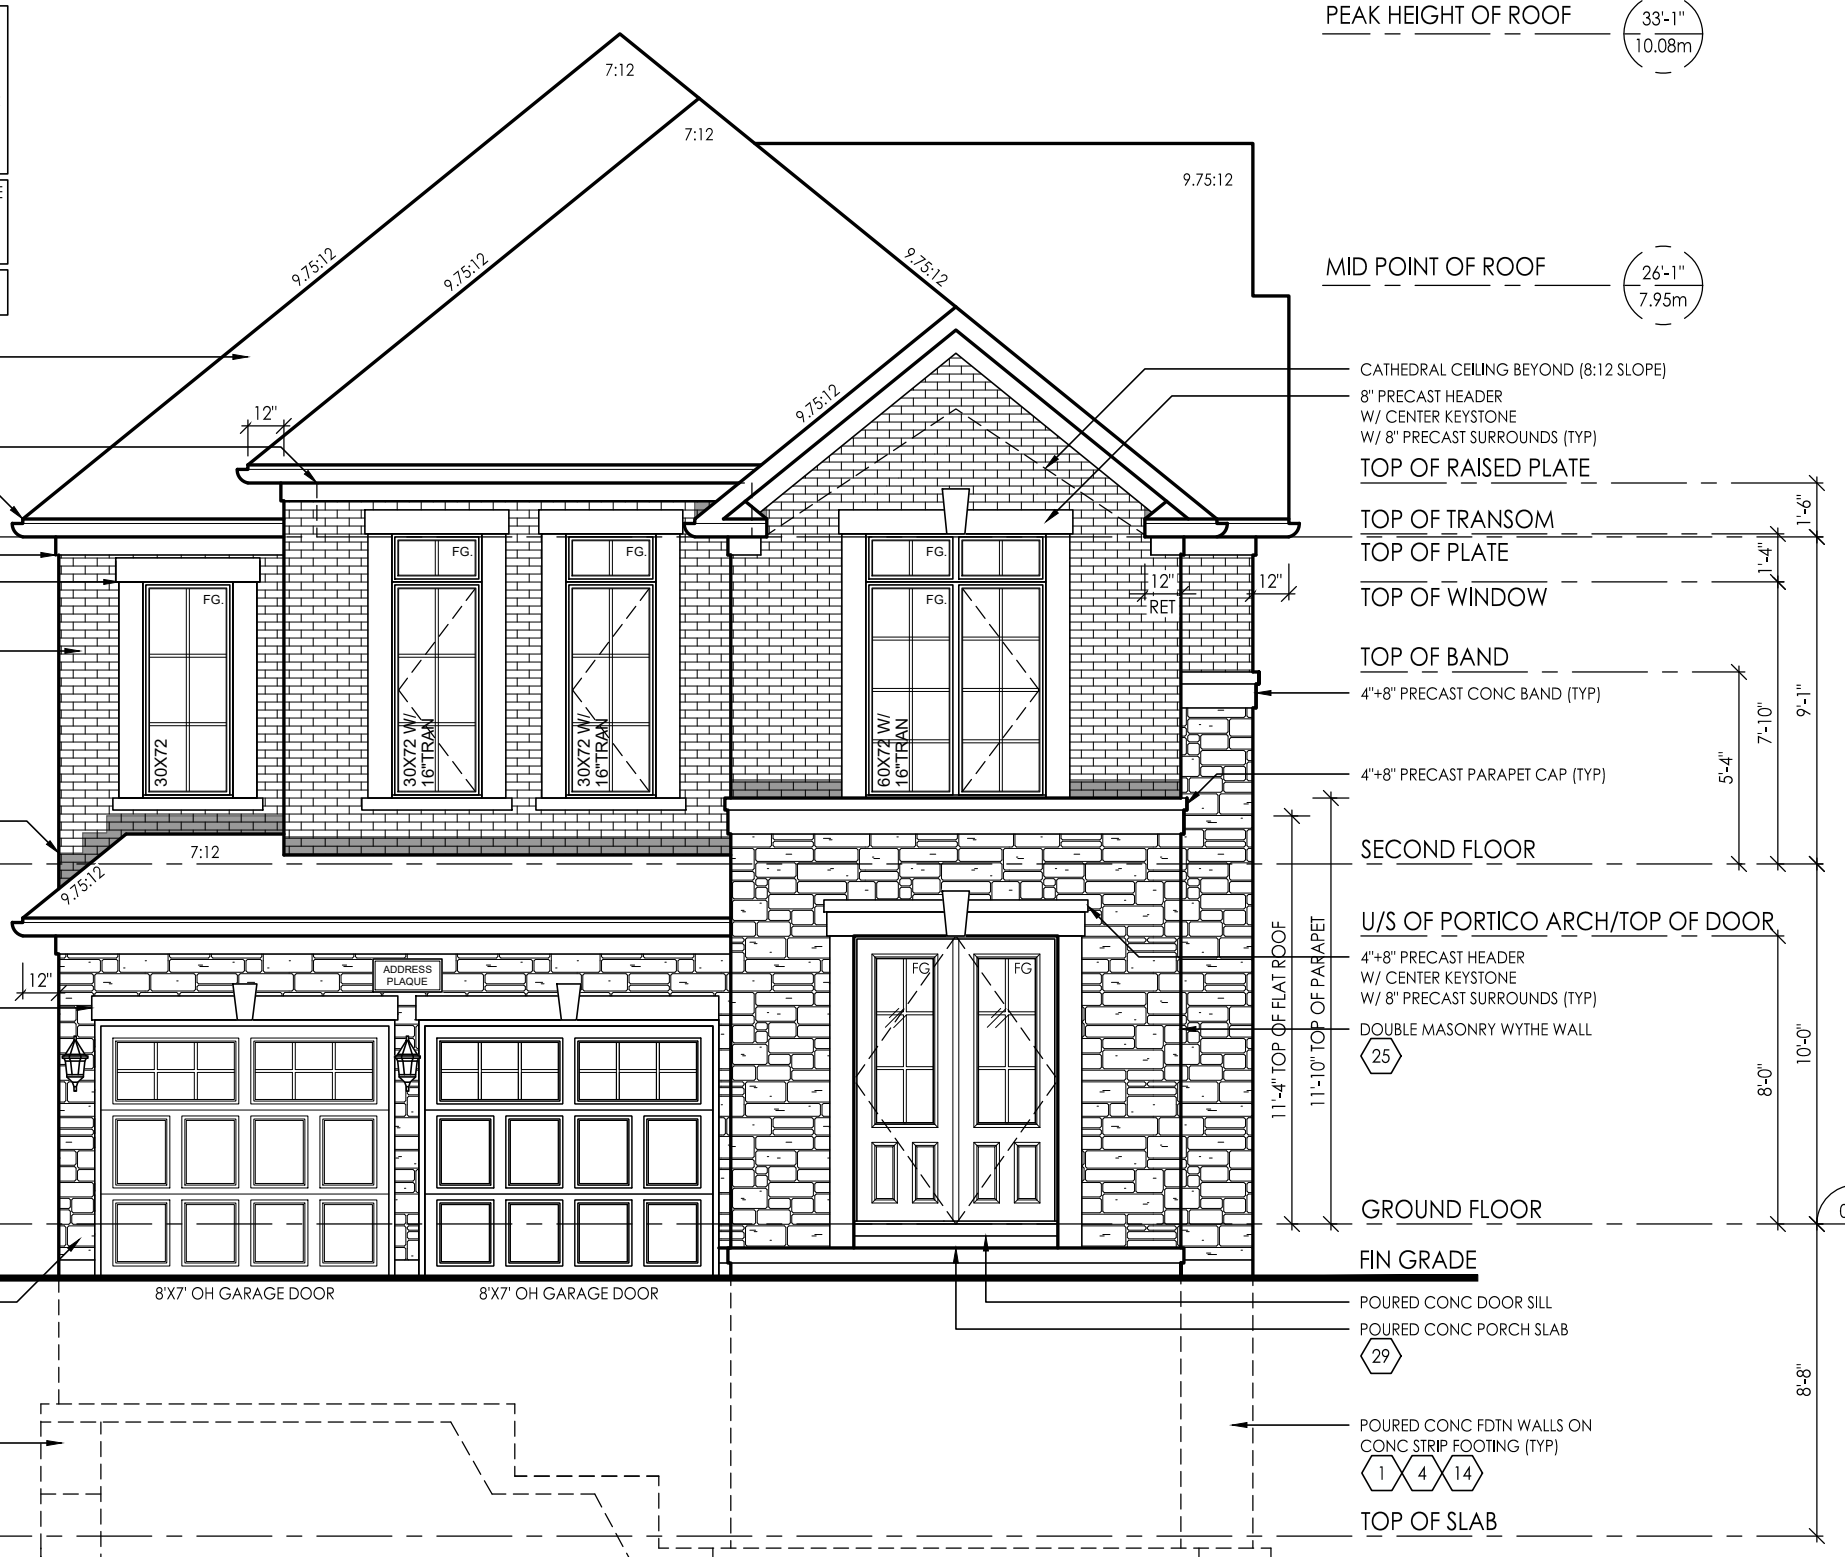 PEAK HEIGHT OF ROOF
33'-1"
10.08m
7:12
7:12
9.75:12
9.75:12
9.75:12
9.75:12
MID POINT OF ROOF
26'-1"
7.95m
CATHEDRAL CEILING BEYOND (8:12 SLOPE)
8" PRECAST HEADER
W/ CENTER KEYSTONE
W/ 8" PRECAST SURROUNDS (TYP)
9.75:12
12"
TOP OF RAISED PLATE
1'-6"
TOP OF TRANSOM
TOP OF PLATE
1'-4"
TOP OF WINDOW
FG.
FG.
FG.
FG.
FG.
12"
RET
12"
TOP OF BAND
4"+8" PRECAST CONC BAND (TYP)
9'-1"
7'-10"
5'-4"
30X72
30X72 W/
16"TRAN
30X72 W/
16"TRAN
60X72 W/
16"TRAN
4"+8" PRECAST PARAPET CAP (TYP)
7:12
9.75:12
SECOND FLOOR
U/S OF PORTICO ARCH/TOP OF DOOR
4"+8" PRECAST HEADER
W/ CENTER KEYSTONE
W/ 8" PRECAST SURROUNDS (TYP)
12"
ADDRESS
PLAQUE
FG
FG
11'-4" TOP OF FLAT ROOF
11'-10" TOP OF PARAPET
DOUBLE MASONRY WYTHE WALL
25
8'-0"
10'-0"
GROUND FLOOR
FIN GRADE
8'X7' OH GARAGE DOOR
8'X7' OH GARAGE DOOR
POURED CONC DOOR SILL
POURED CONC PORCH SLAB
29
8'-8"
POURED CONC FDTN WALLS ON
CONC STRIP FOOTING (TYP)
1 4 14
TOP OF SLAB